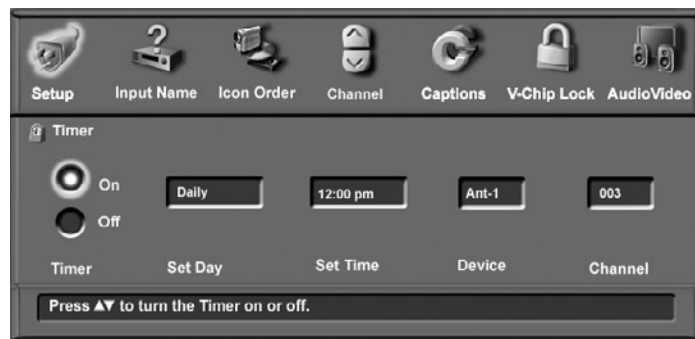 Setup Input Name Icon Order Channel Captions V-Chip Lock AudioVideo
Timer
On Daily 12:00 pm Ant-1 003
Off
Timer Set Day Set Time Device Channel
Press ▲▼ to turn the Timer on or off.